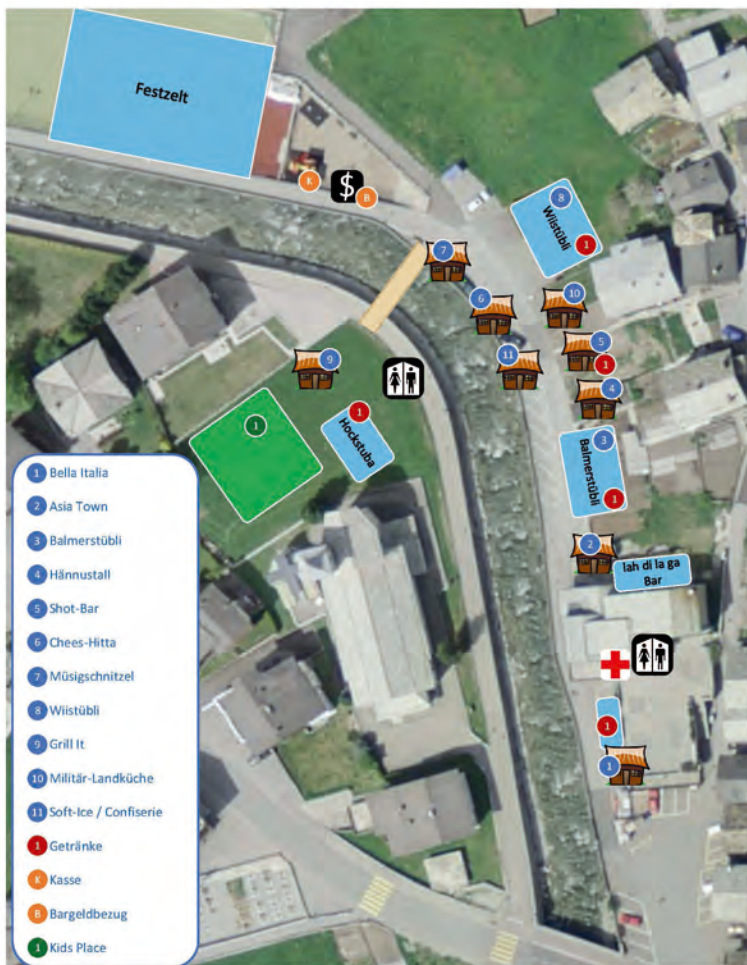 Festzelt
K
$
B
8
Wiistübli
1
7
6
10
11
5
1
9
4
1
1
Hockstuba
3
Balmerstübli
1
2
lah di la ga
Bar
1
1
1 Bella Italia
2 Asia Town
3 Balmerstübli
4 Hännustall
5 Shot-Bar
6 Chees-Hitta
7 Müsigschnitzel
8 Wiistübli
9 Grill It
10 Militär-Landküche
11 Soft-Ice / Confiserie
1 Getränke
K Kasse
B Bargeldbezug
1 Kids Place